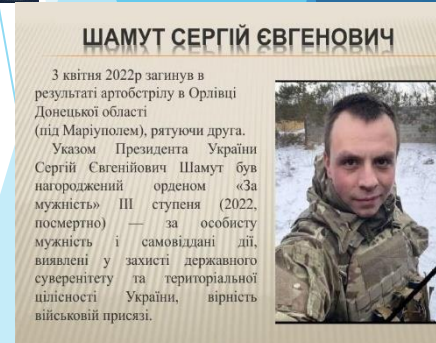 ШАМУТ СЕРГІЙ ЄВГЕНОВИЧ
3 квітня 2022р загинув в
результаті артобстрілу в Орлівці
Донецької області
(під Маріуполем), рятуючи друга.
Указом Президента України
Сергій Євгенійович Шамут був
нагороджений орденом «За
мужність» III ступеня (2022,
посмертно) — за особисту
мужність і самовіддані дії,
виявлені у захисті державного
суверенітету та територіальної
цілісності України, вірність
військовій присязі.